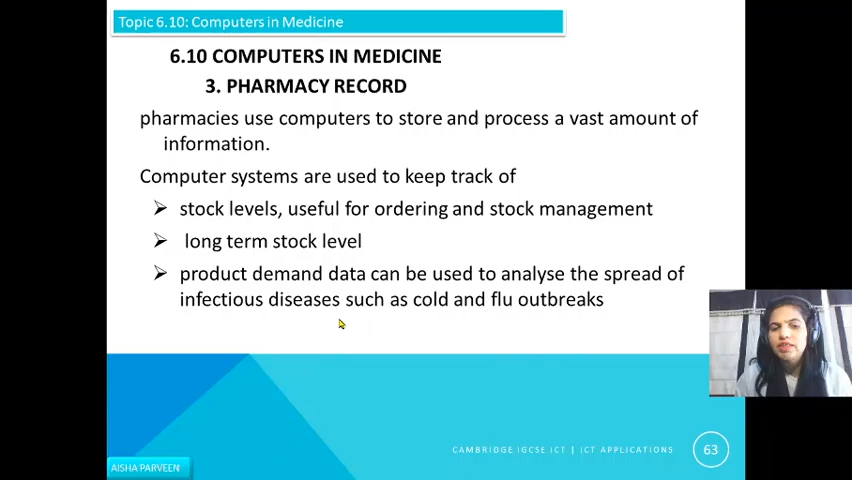 Topic 6.10: Computers in Medicine
6.10 COMPUTERS IN MEDICINE
3. PHARMACY RECORD
pharmacies use computers to store and process a vast amount of
information.
Computer systems are used to keep track of
stock levels, useful for ordering and stock management
long term stock level
product demand data can be used to analyse the spread of
infectious diseases such as cold and flu outbreaks
CAMBRIDGE IGCSE ICT | ICT APPLICATIONS
63
AISHA PARVEEN